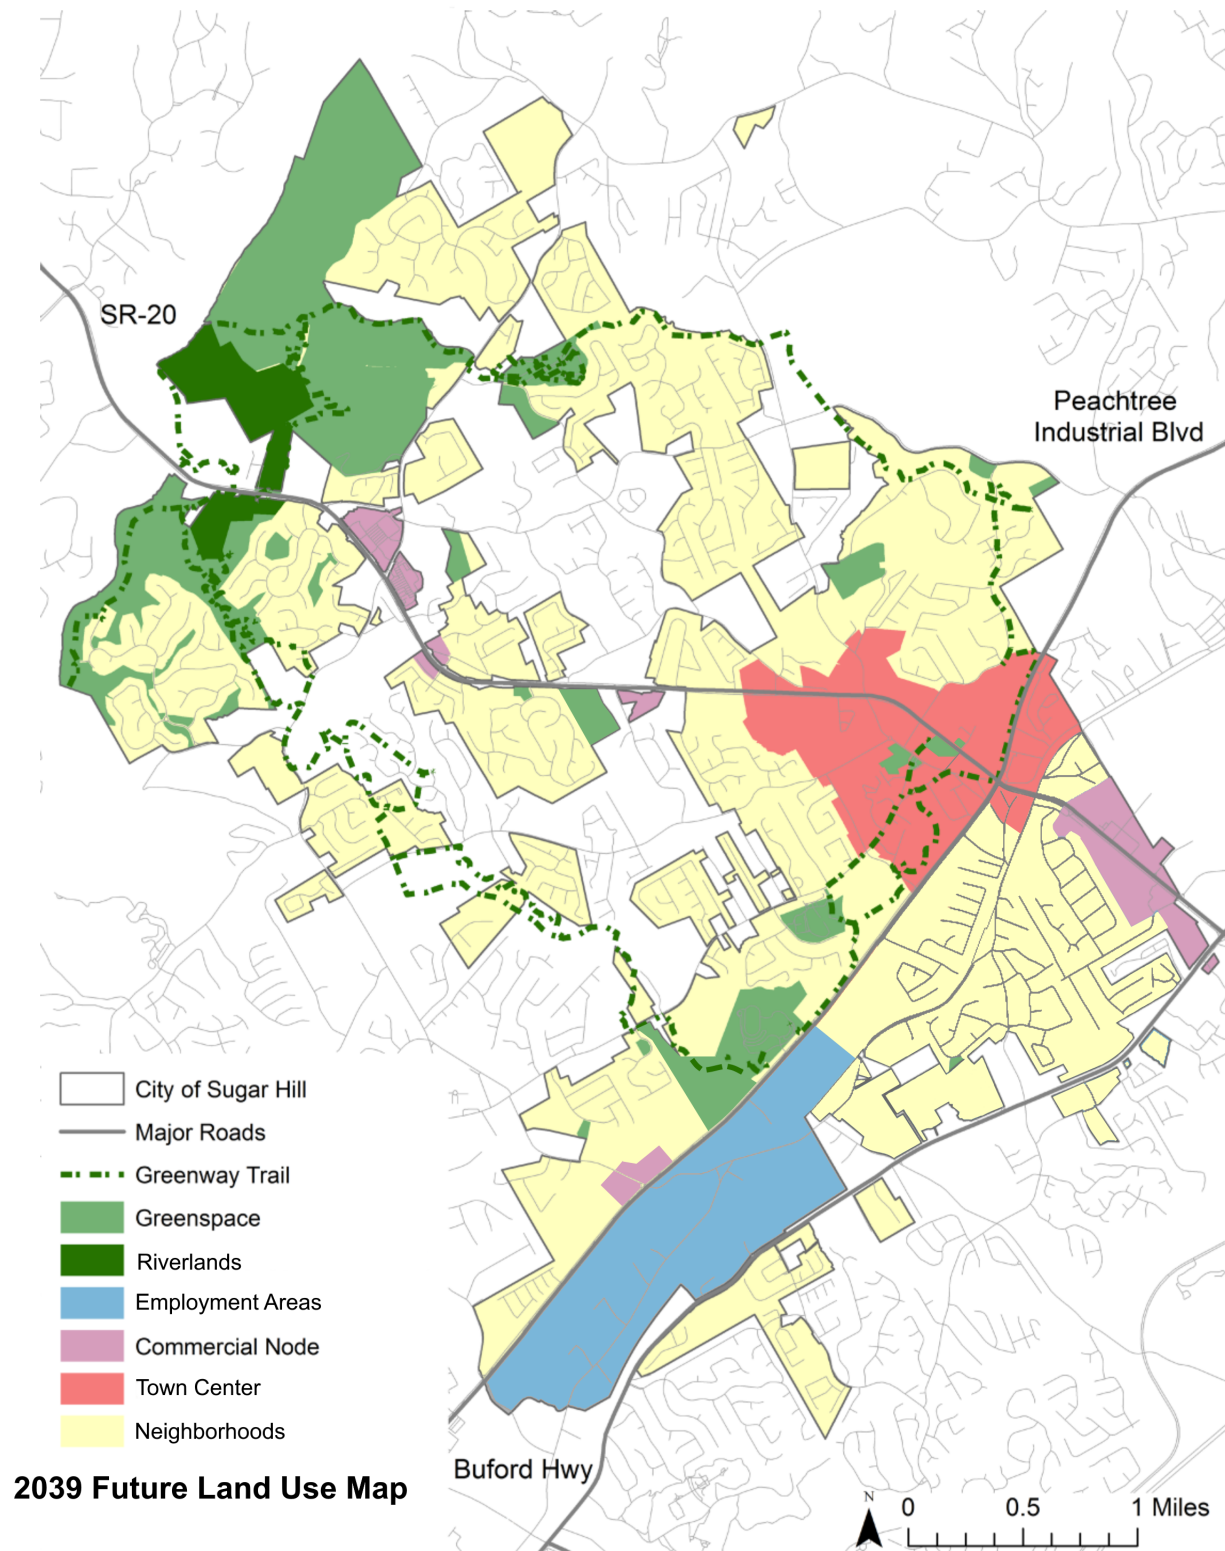 SR-20
Peachtree
Industrial Blvd
City of Sugar Hill
Major Roads
Greenway Trail
Greenspace
Riverlands
Employment Areas
Commercial Node
Town Center
Neighborhoods
2039 Future Land Use Map
Buford Hwy
N
0 0.5 1 Miles